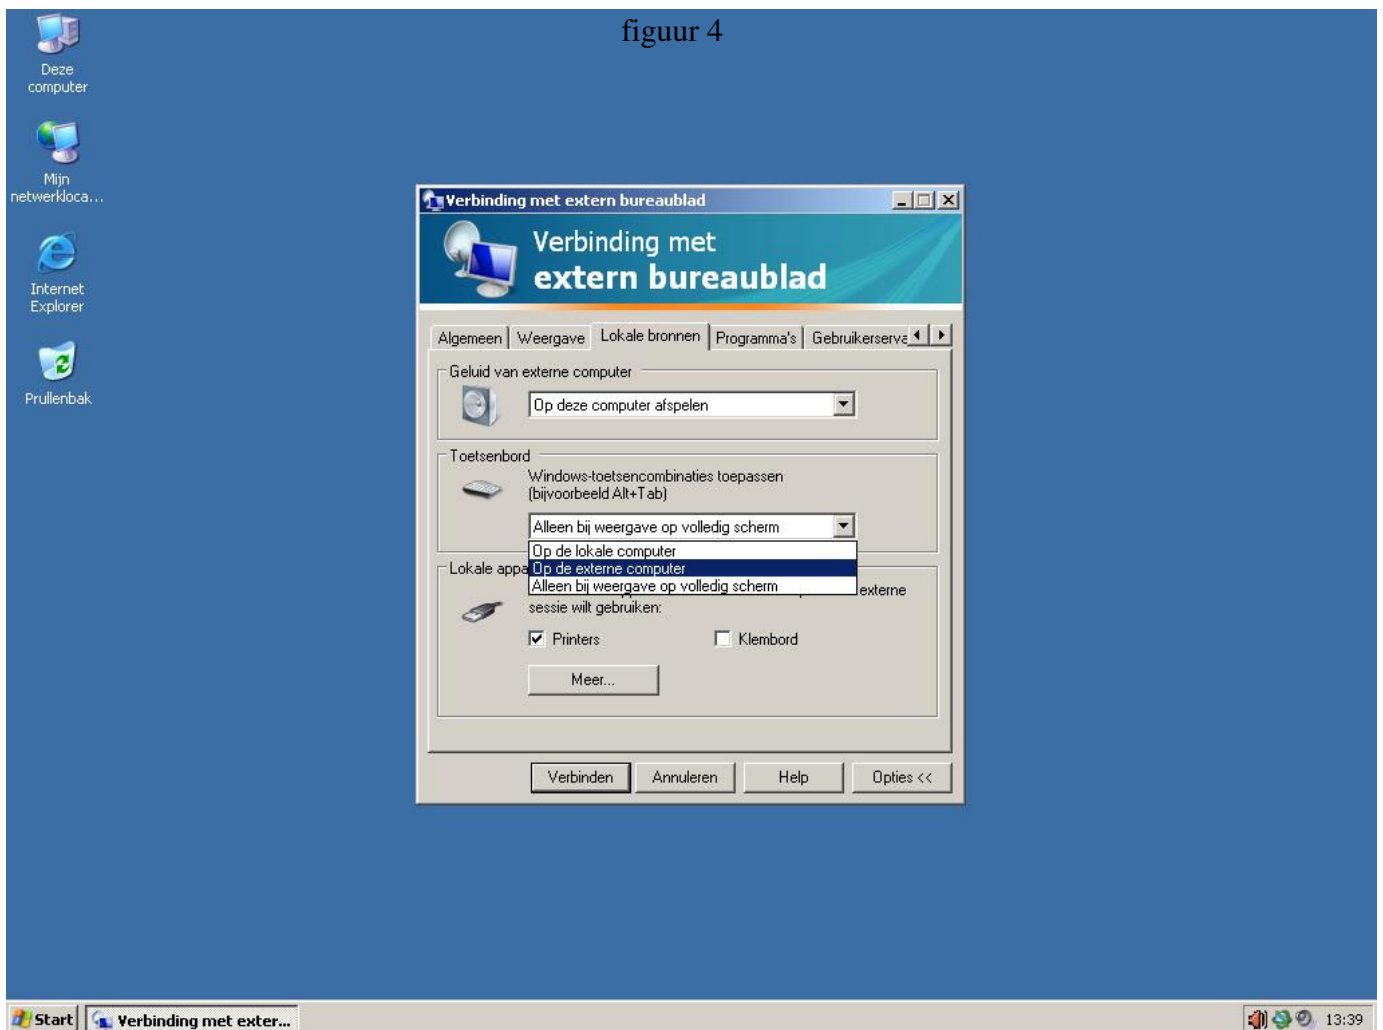 figuur 4
Deze
computer
Mijn
netwerkloca...
Internet
Explorer
Prullenbak
Verbinding met extern bureaublad
Verbinding met
extern bureaublad
Algemeen Weergave Lokale bronnen Programma's Gebruikerserva
Geluid van externe computer
Op deze computer afspelen
Toetsenbord
Windows-toetsencombinaties toepassen
(bijvoorbeeld Alt+Tab)
Alleen bij weergave op volledig scherm
Op de lokale computer
Op de externe computer
Alleen bij weergave op volledig scherm
Lokale appa
externe
sessie wilt gebruiken:
Printers Klembord
Meer...
Verbinden Annuleren Help Opties <<
Start Verbinding met exter... 13:39